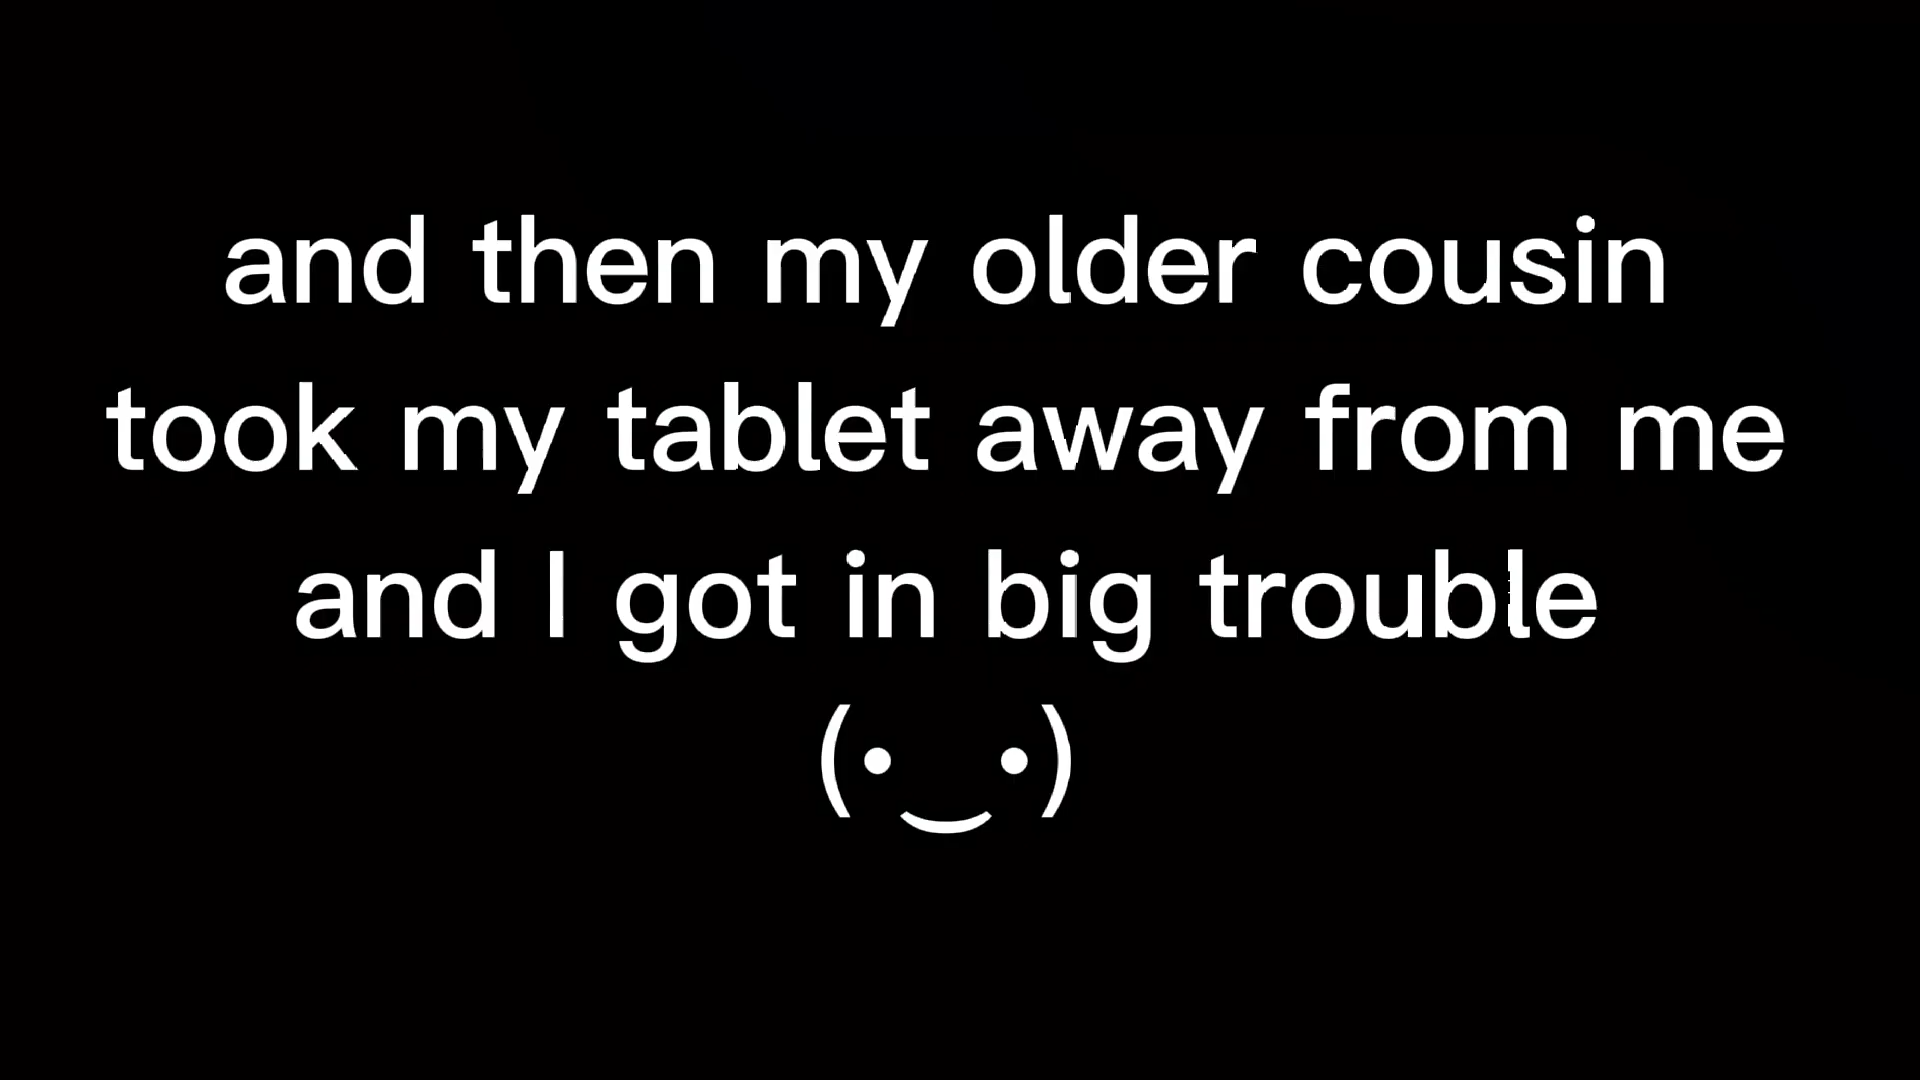 and then my older cousin
took my tablet away from me
and I got in big trouble
(•‿•)